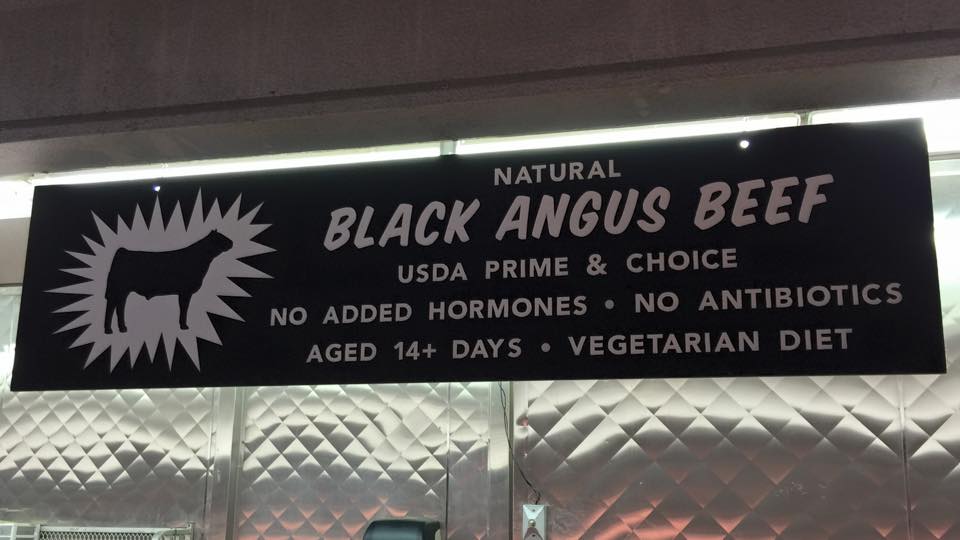 NATURAL
BLACK ANGUS BEEF
USDA PRIME & CHOICE
NO ADDED HORMONES • NO ANTIBIOTICS
AGED 14+ DAYS • VEGETARIAN DIET